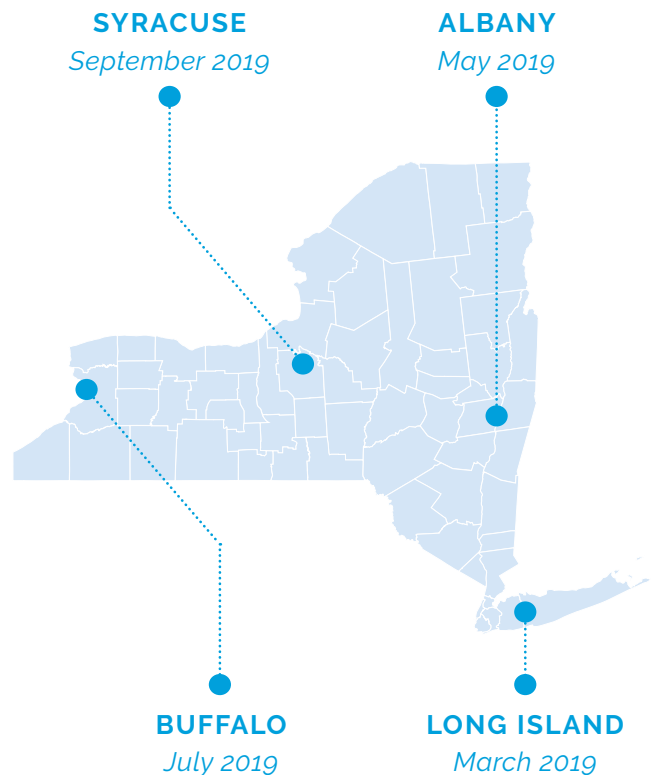 SYRACUSE
September 2019
ALBANY
May 2019
BUFFALO
July 2019
LONG ISLAND
March 2019